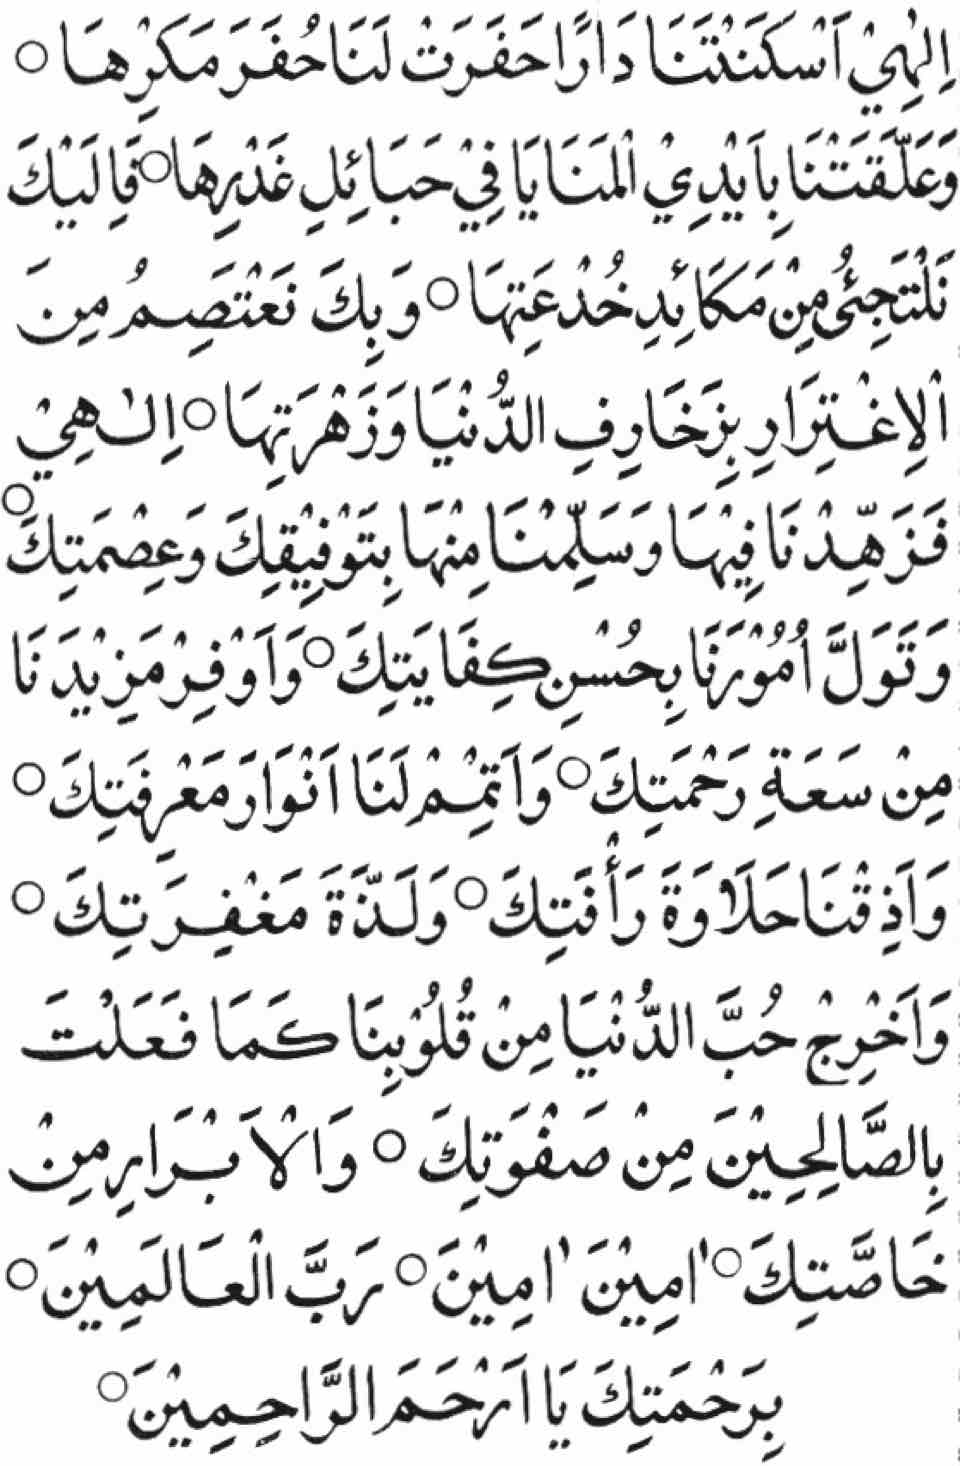 اِلٰهِيْ اَسْكَنْتَنَا دَارًا حَفَرَتْ لَنَا حُفَرَ مَكَرِهَا ○
وَعَلَّقَتْنَا بِاَيْدِيْ الْمَنَايَا فِيْ حَبَائِلِ غَدْرِهَا ○ فَاِلَيْكَ
نَلْتَجِئُ مِنْ مَكَائِدِ خُدْعَتِهَا ○ وَبِكَ نَعْتَصِمُ مِنَ
الْاِغْتِرَارِ بِزَخَارِفِ الدُّنْيَا وَزَهْرَتِهَا ○ اِلٰهِيْ
فَزَهِّدْنَا فِيْهَا وَسَلِّمْنَا مِنْهَا بِتَوْفِيْقِكَ وَعِصْمَتِكَ ○
وَتَوَلَّ اُمُوْرَنَا بِحُسْنِ كِفَايَتِكَ ○ وَاَوْفِرْ مَزِيْدَنَا
مِنْ سَعَةِ رَحْمَتِكَ ○ وَاَتْمِمْ لَنَا اَنْوَارَ مَعْرِفَتِكَ ○
وَاَذِقْنَا حَلَاوَةَ رَأْفَتِكَ ○ وَلَذَّةَ مَغْفِرَتِكَ ○
وَاَخْرِجْ حُبَّ الدُّنْيَا مِنْ قُلُوْبِنَا كَمَا فَعَلْتَ
بِالصَّالِحِيْنَ مِنْ صَفْوَتِكَ ○ وَالْاَبْرَارِ مِنْ
خَاصَّتِكَ ○ اٰمِيْنَ اٰمِيْنَ ○ رَبَّ الْعَالَمِيْنَ ○
بِرَحْمَتِكَ يَا اَرْحَمَ الرَّاحِمِيْنَ ○